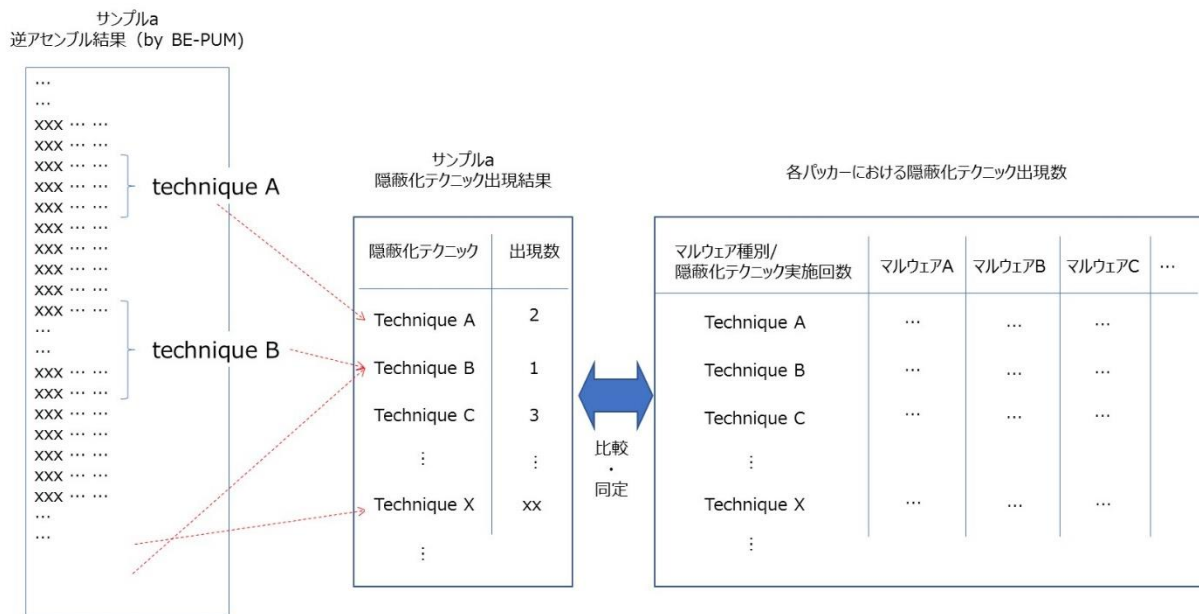 サンプルa
逆アセンブル結果（by BE-PUM)
…
…
xxx … …
xxx … …
xxx … …
xxx … …
xxx … …
xxx … …
xxx … …
xxx … …
xxx … …
xxx … …
…
…
xxx … …
xxx … …
xxx … …
xxx … …
xxx … …
xxx … …
xxx … …
…
…
technique A
technique B
サンプルa
隠蔽化テクニック出現結果
隠蔽化テクニック 出現数
Technique A 2
Technique B 1
Technique C 3
⋮ ⋮
Technique X xx
⋮
比較
・
同定
各パッカーにおける隠蔽化テクニック出現数
マルウェア種別/
隠蔽化テクニック実施回数 マルウェアA マルウェアB マルウェアC …
Technique A … … …
Technique B … … …
Technique C … … …
⋮
Technique X … … …
⋮